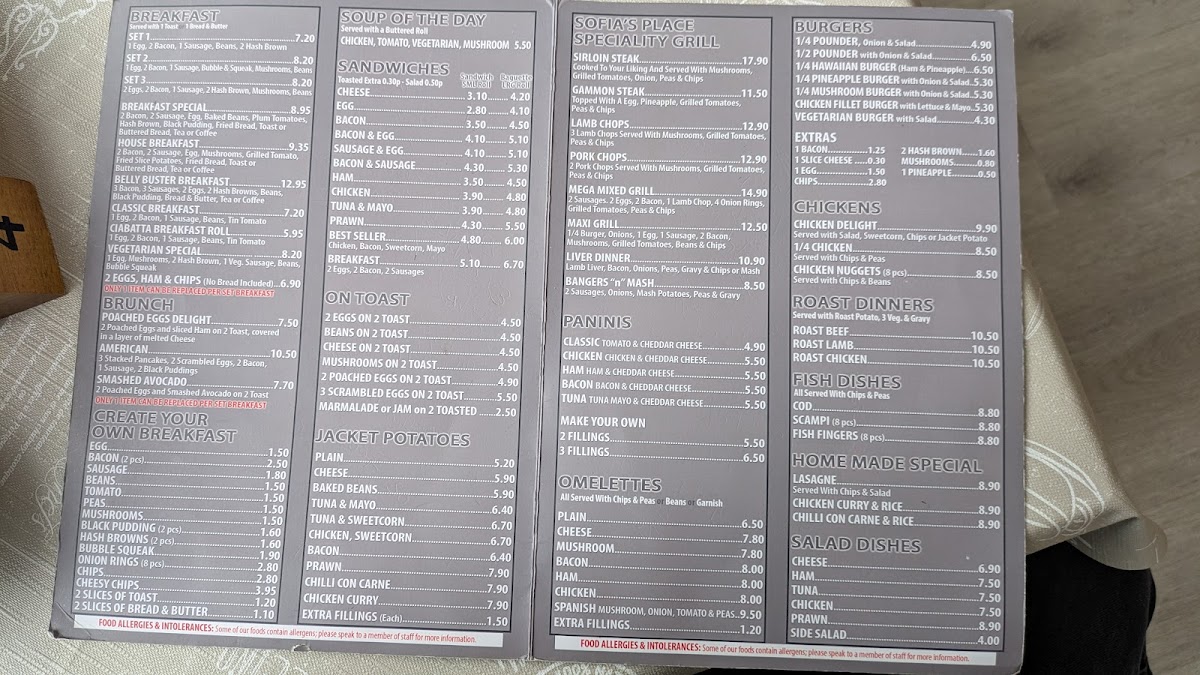 4
BREAKFAST
Served with 1 Toast 1 Bread & Butter
SET 1 7.20
1 Egg, 2 Bacon, 1 Sausage, Beans, 2 Hash Brown
SET 2 8.20
1 Egg, 2 Bacon, 1 Sausage, Bubble & Squeak, Mushrooms, Beans
SET 3 8.20
2 Eggs, 2 Bacon, 1 Sausage, 2 Hash Brown, Mushrooms, Beans
BREAKFAST SPECIAL 8.95
2 Bacon, 2 Sausages, Egg, Baked Beans, Plum Tomatoes,
Hash Brown, Black Pudding, Fried Bread, Toast or
Buttered Bread, Tea or Coffee
HOUSE BREAKFAST 9.35
2 Bacon, 2 Sausages, Egg, Mushrooms, Grilled Tomato,
Fried Slice Potatoes, Fried Bread, Toast or
Buttered Bread, Tea or Coffee
BELLY BUSTER BREAKFAST 12.95
3 Bacon, 3 Sausages, 2 Eggs, 2 Hash Browns, Beans,
Black Pudding, Bread & Butter, Tea or Coffee
CLASSIC BREAKFAST 7.20
1 Egg, 2 Bacon, 1 Sausage, Beans, Tin Tomato
CIABATTA BREAKFAST ROLL 5.95
1 Egg, 2 Bacon, 1 Sausage, Beans, Tin Tomato
VEGETARIAN SPECIAL 8.20
1 Egg, Mushrooms, 2 Hash Brown, 1 Veg. Sausage, Beans,
Bubble Squeak
2 EGGS, HAM & CHIPS (No Bread Included) 6.90
ONLY 1 ITEM CAN BE REPLACED PER SET BREAKFAST
BRUNCH
POACHED EGGS DELIGHT 7.50
2 Poached Eggs and sliced Ham on 2 Toast, covered
in a layer of melted Cheese
AMERICAN 10.50
3 Stacked Pancakes, 2 Scrambled Eggs, 2 Bacon,
1 Sausage, 2 Black Puddings
SMASHED AVOCADO 7.70
2 Poached Eggs and Smashed Avocado on 2 Toast
ONLY 1 ITEM CAN BE REPLACED PER SET BREAKFAST
CREATE YOUR
OWN BREAKFAST
EGG 1.50
BACON (2 pcs) 2.50
SAUSAGE 1.80
BEANS 1.50
TOMATO 1.50
PEAS 1.50
MUSHROOMS 1.50
BLACK PUDDING (2 pcs) 1.60
HASH BROWNS (2 pcs) 1.60
BUBBLE SQUEAK 1.90
ONION RINGS (8 pcs) 2.80
CHIPS 2.80
CHEESY CHIPS 3.95
2 SLICES OF TOAST 1.20
2 SLICES OF BREAD & BUTTER 1.10
SOUP OF THE DAY
Served with a Buttered Roll
CHICKEN, TOMATO, VEGETARIAN, MUSHROOM 5.50
SANDWICHES
Toasted Extra 0.30p - Salad 0.50p
Sandwich Baguette
SML Roll LRG Roll
CHEESE 3.10 4.20
EGG 2.80 4.10
BACON 3.50 4.50
BACON & EGG 4.10 5.10
SAUSAGE & EGG 4.10 5.10
BACON & SAUSAGE 4.30 5.30
HAM 3.50 4.50
CHICKEN 3.90 4.80
TUNA & MAYO 3.90 4.80
PRAWN 4.30 5.50
BEST SELLER 4.80 6.00
Chicken, Bacon, Sweetcorn, Mayo
BREAKFAST 5.10 6.70
2 Eggs, 2 Bacon, 2 Sausages
ON TOAST
2 EGGS ON 2 TOAST 4.50
BEANS ON 2 TOAST 4.50
CHEESE ON 2 TOAST 4.50
MUSHROOMS ON 2 TOAST 4.50
2 POACHED EGGS ON 2 TOAST 4.90
3 SCRAMBLED EGGS ON 2 TOAST 5.50
MARMALADE or JAM on 2 TOASTED 2.50
JACKET POTATOES
PLAIN 5.20
CHEESE 5.90
BAKED BEANS 5.90
TUNA & MAYO 6.40
TUNA & SWEETCORN 6.70
CHICKEN, SWEETCORN 6.70
BACON 6.40
PRAWN 7.90
CHILLI CON CARNE 7.90
CHICKEN CURRY 7.90
EXTRA FILLINGS (Each) 1.50
FOOD ALLERGIES & INTOLERANCES: Some of our foods contain allergens; please speak to a member of staff for more information.
SOFIA'S PLACE
SPECIALITY GRILL
SIRLOIN STEAK 17.90
Cooked To Your Liking And Served With Mushrooms,
Grilled Tomatoes, Onion, Peas & Chips
GAMMON STEAK 11.50
Topped With A Egg, Pineapple, Grilled Tomatoes,
Peas & Chips
LAMB CHOPS 12.90
3 Lamb Chops Served With Mushrooms, Grilled Tomatoes,
Peas & Chips
PORK CHOPS 12.90
2 Pork Chops Served With Mushrooms, Grilled Tomatoes,
Peas & Chips
MEGA MIXED GRILL 14.90
2 Sausages. 2 Eggs, 2 Bacon, 1 Lamb Chop, 4 Onion Rings,
Grilled Tomatoes, Peas & Chips
MAXI GRILL 12.50
1/4 Burger, Onions, 1 Egg, 1 Sausage, 2 Bacon,
Mushrooms, Grilled Tomatoes, Beans & Chips
LIVER DINNER 10.90
Lamb Liver, Bacon, Onions, Peas, Gravy & Chips or Mash
BANGERS "n" MASH 8.50
2 Sausages, Onions, Mash Potatoes, Peas & Gravy
PANINIS
CLASSIC TOMATO & CHEDDAR CHEESE 4.90
CHICKEN CHICKEN & CHEDDAR CHEESE 5.50
HAM HAM & CHEDDAR CHEESE 5.50
BACON BACON & CHEDDAR CHEESE 5.50
TUNA TUNA MAYO & CHEDDAR CHEESE 5.50
MAKE YOUR OWN
2 FILLINGS 5.50
3 FILLINGS 6.50
OMELETTES
All Served With Chips & Peas or Beans or Garnish
PLAIN 6.50
CHEESE 7.80
MUSHROOM 7.80
BACON 8.00
HAM 8.00
CHICKEN 8.00
SPANISH MUSHROOM, ONION, TOMATO & PEAS 9.50
EXTRA FILLINGS 1.20
BURGERS
1/4 POUNDER, Onion & Salad 4.90
1/2 POUNDER with Onion & Salad 6.50
1/4 HAWAIIAN BURGER (Ham & Pineapple) 6.50
1/4 PINEAPPLE BURGER with Onion & Salad 5.30
1/4 MUSHROOM BURGER with Onion & Salad 5.30
CHICKEN FILLET BURGER with Lettuce & Mayo 5.30
VEGETARIAN BURGER with Salad 4.30
EXTRAS
1 BACON 1.25 2 HASH BROWN 1.60
1 SLICE CHEESE 0.30 MUSHROOMS 0.80
1 EGG 1.50 1 PINEAPPLE 0.50
CHIPS 2.80
CHICKENS
CHICKEN DELIGHT 9.90
Served with Salad, Sweetcorn, Chips or Jacket Potato
1/4 CHICKEN 8.50
Served with Chips & Peas
CHICKEN NUGGETS (8 pcs) 8.50
Served with Chips & Beans
ROAST DINNERS
Served with Roast Potato, 3 Veg. & Gravy
ROAST BEEF 10.50
ROAST LAMB 10.50
ROAST CHICKEN 10.50
FISH DISHES
All Served With Chips & Peas
COD 8.80
SCAMPI (8 pcs) 8.80
FISH FINGERS (8 pcs) 8.80
HOME MADE SPECIAL
LASAGNE 8.90
Served With Chips & Salad
CHICKEN CURRY & RICE 8.90
CHILLI CON CARNE & RICE 8.90
SALAD DISHES
CHEESE 6.90
HAM 7.50
TUNA 7.50
CHICKEN 7.50
PRAWN 8.90
SIDE SALAD 4.00
FOOD ALLERGIES & INTOLERANCES: Some of our foods contain allergens; please speak to a member of staff for more information.